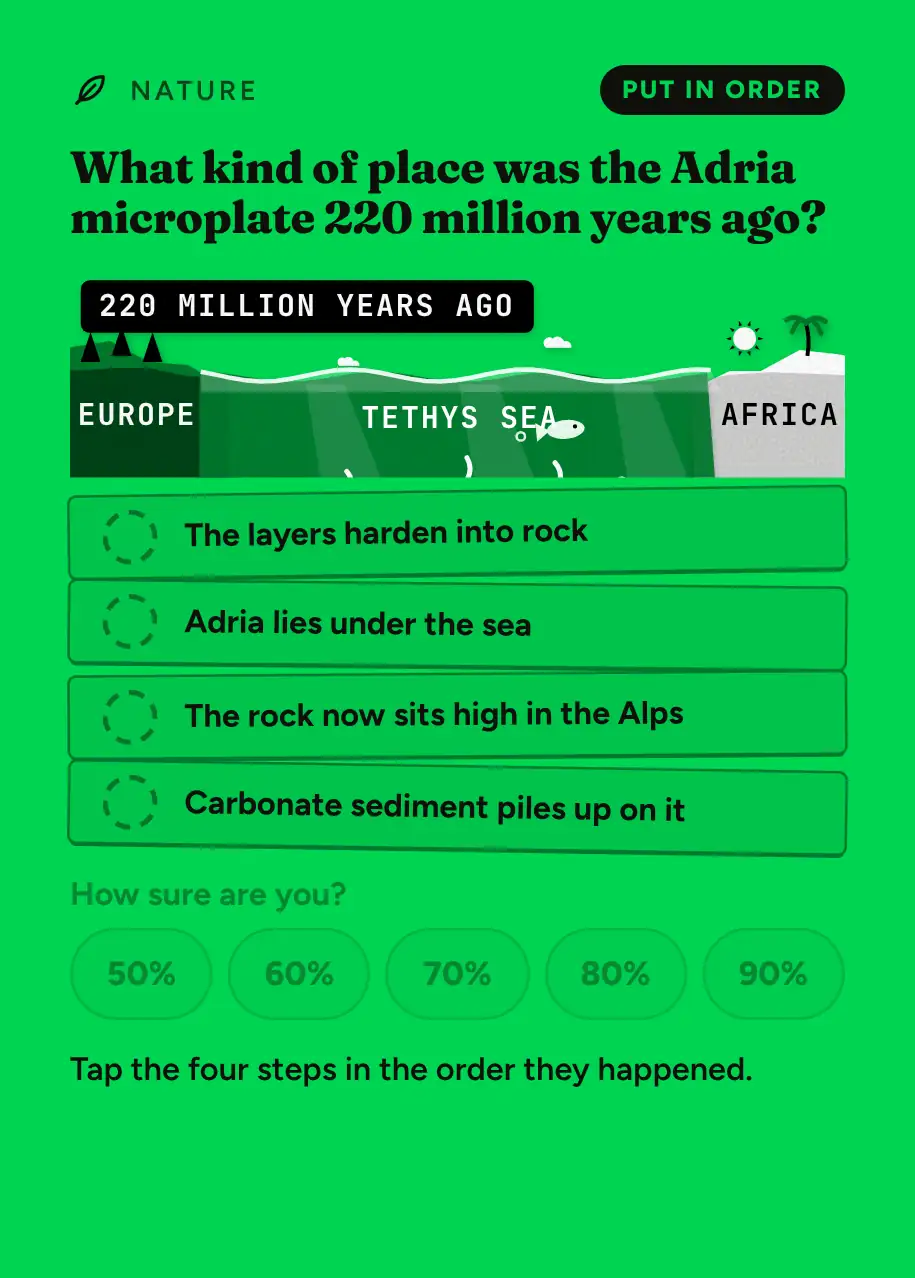 NATURE
PUT IN ORDER
What kind of place was the Adria
microplate 220 million years ago?
220 MILLION YEARS AGO
EUROPE
TETHYS SEA
AFRICA
The layers harden into rock
Adria lies under the sea
The rock now sits high in the Alps
Carbonate sediment piles up on it
How sure are you?
50%
60%
70%
80%
90%
Tap the four steps in the order they happened.